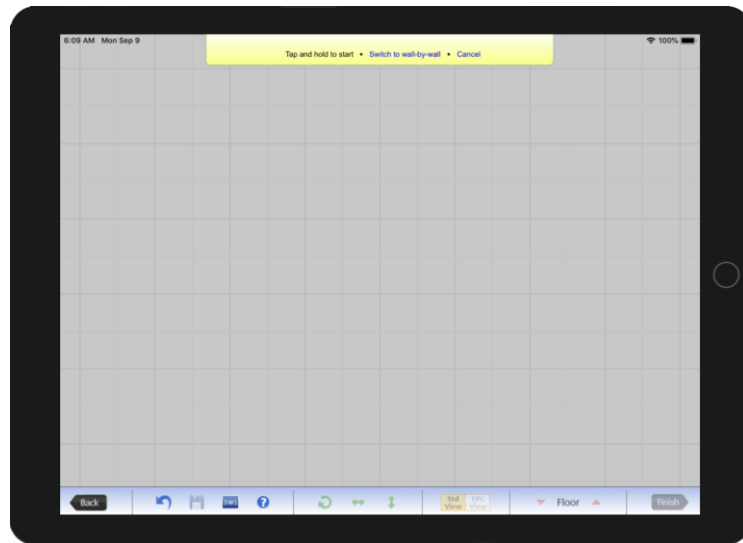 6:09 AM Mon Sep 9
Tap and hold to start • Switch to wall-by-wall • Cancel
100%
Back
1W1
?
Std View
EPC View
Floor
Finish